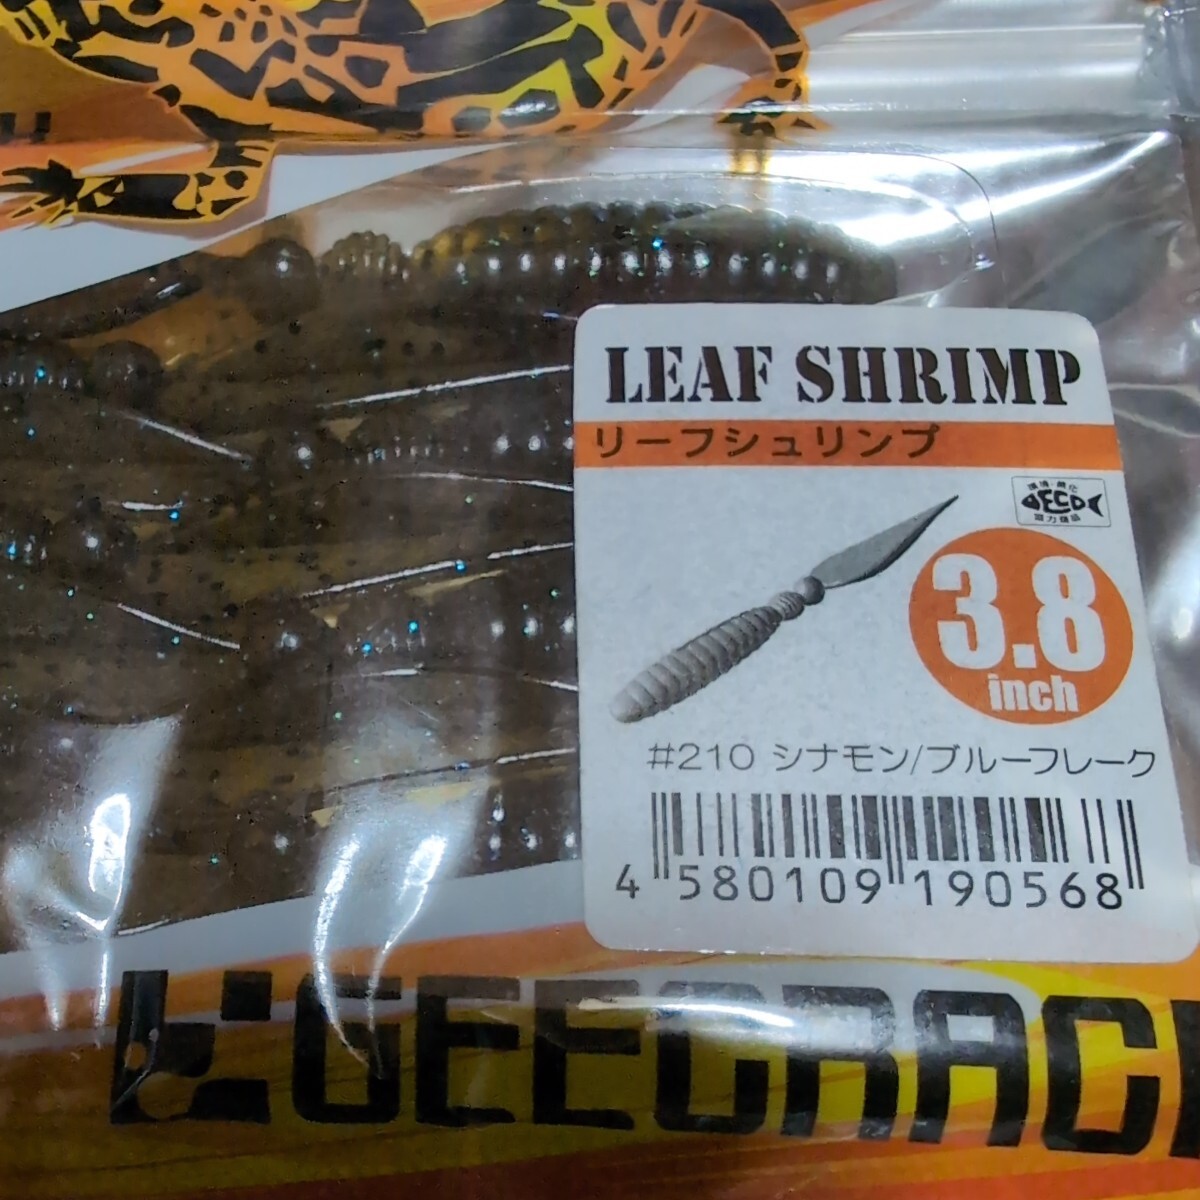 LEAF SHRIMP
リーフシュリンプ
ECO
3.8
inch
#210 シナモン/ブルーフレーク
4 580109 190568
GEECRACK